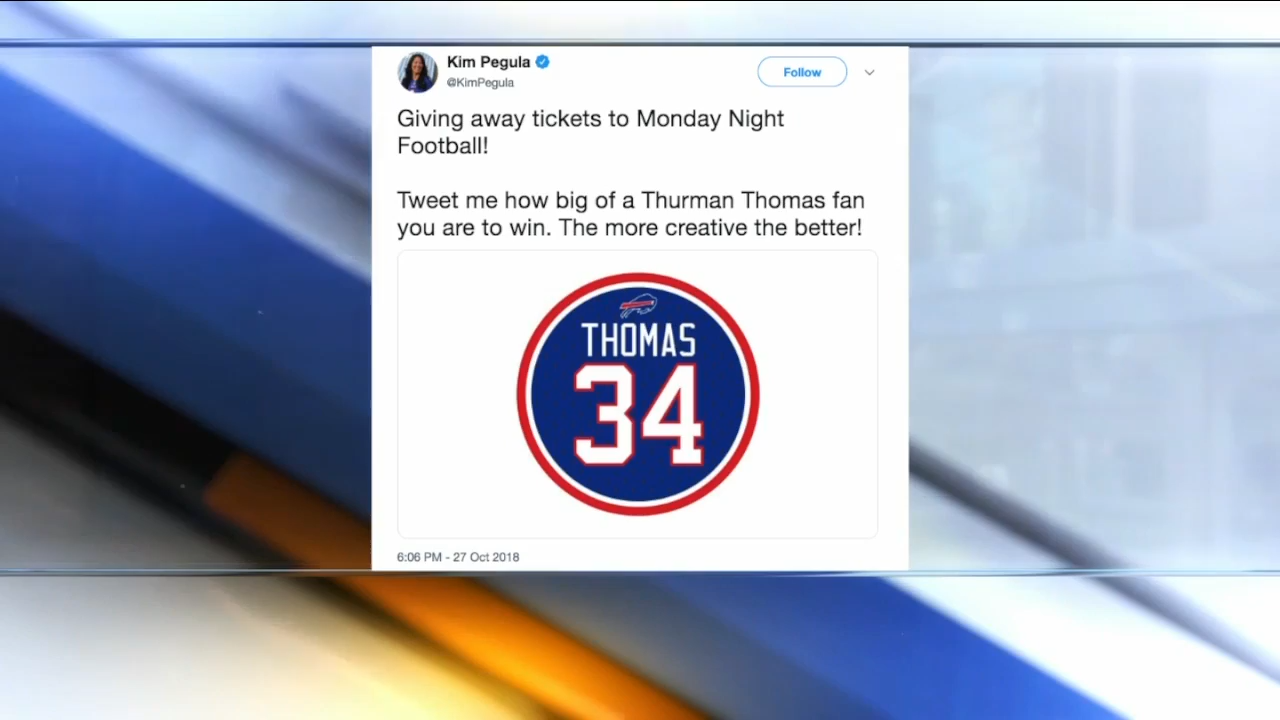 Kim Pegula
@KimPegula
Follow
Giving away tickets to Monday Night
Football!
Tweet me how big of a Thurman Thomas fan
you are to win. The more creative the better!
THOMAS
34
6:06 PM - 27 Oct 2018